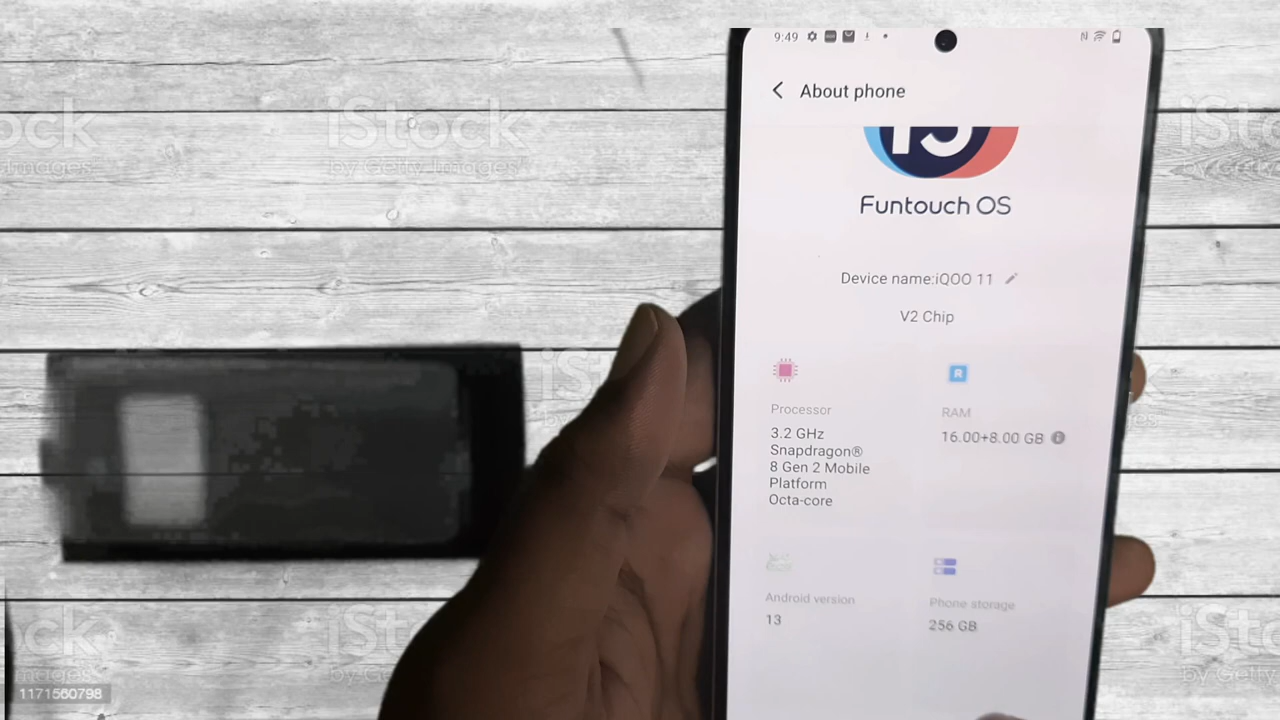 9:49
About phone
Funtouch OS
Device name:iQOO 11
V2 Chip
Processor
3.2 GHz
Snapdragon®
8 Gen 2 Mobile
Platform
Octa-core
RAM
16.00+8.00 GB
Android version
13
Phone storage
256 GB
iStock
by Getty Images
1171560798